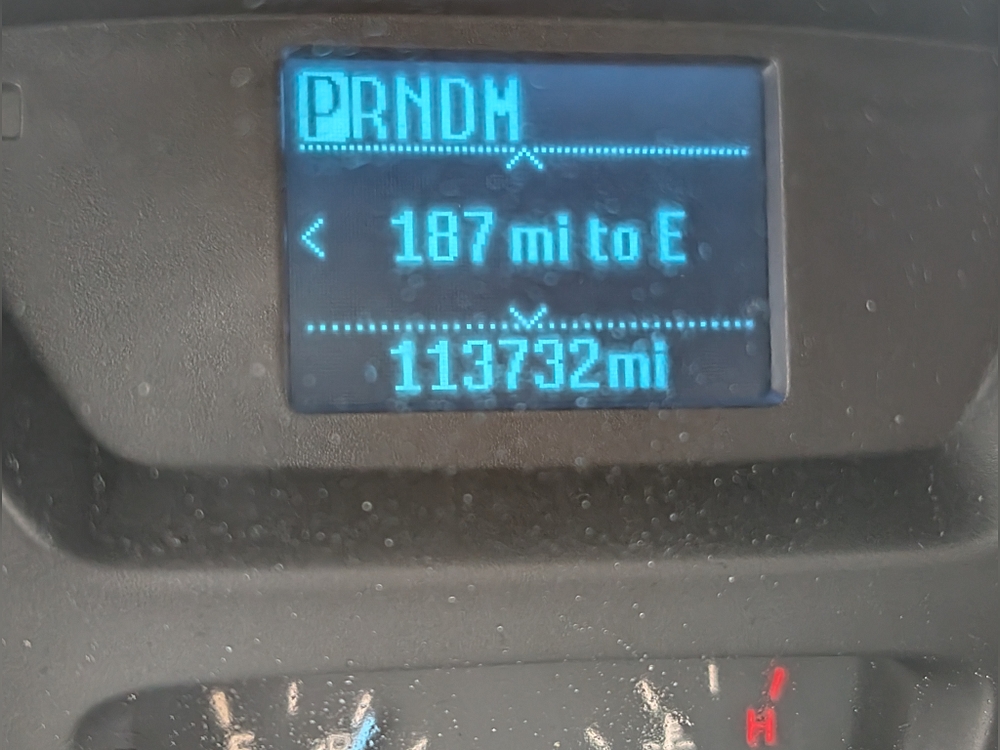 PRNDM
187 mi to E
113732mi
H